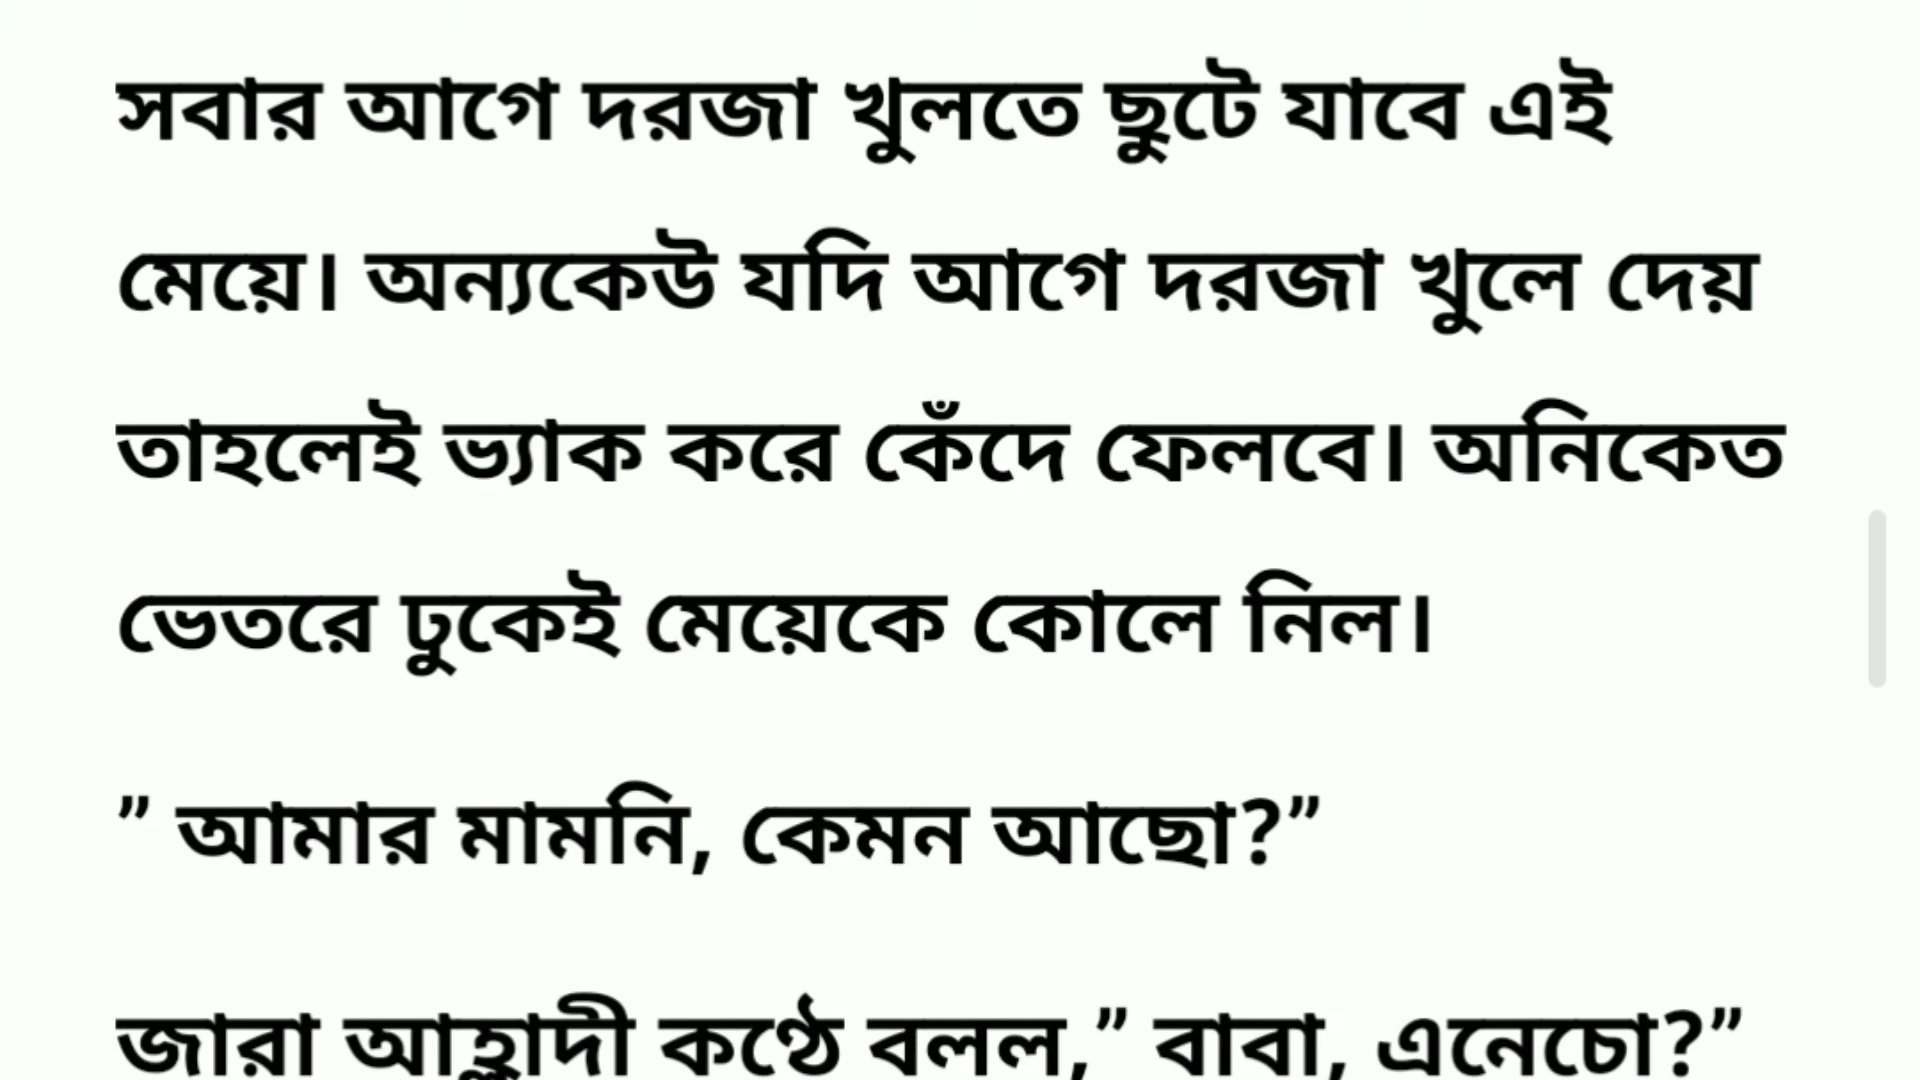 সবার আগে দরজা খুলতে ছুটে যাবে এই
মেয়ে। অন্যকেউ যদি আগে দরজা খুলে দেয়
তাহলেই ভ্যাক করে কেঁদে ফেলবে। অনিকেত
ভেতরে ঢুকেই মেয়েকে কোলে নিল।
” আমার মামনি, কেমন আছো?”
জারা আহ্লাদী কণ্ঠে বলল,” বাবা, এনেচো?”